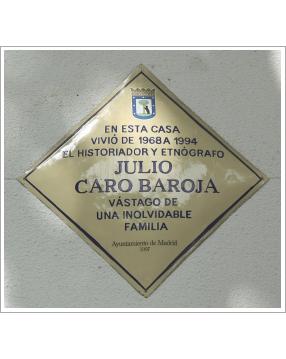 EN ESTA CASA
VIVIÓ DE 1968 A 1994
EL HISTORIADOR Y ETNÓGRAFO
JULIO
CARO BAROJA
VÁSTAGO DE
UNA INOLVIDABLE
FAMILIA
Ayuntamiento de Madrid
1997